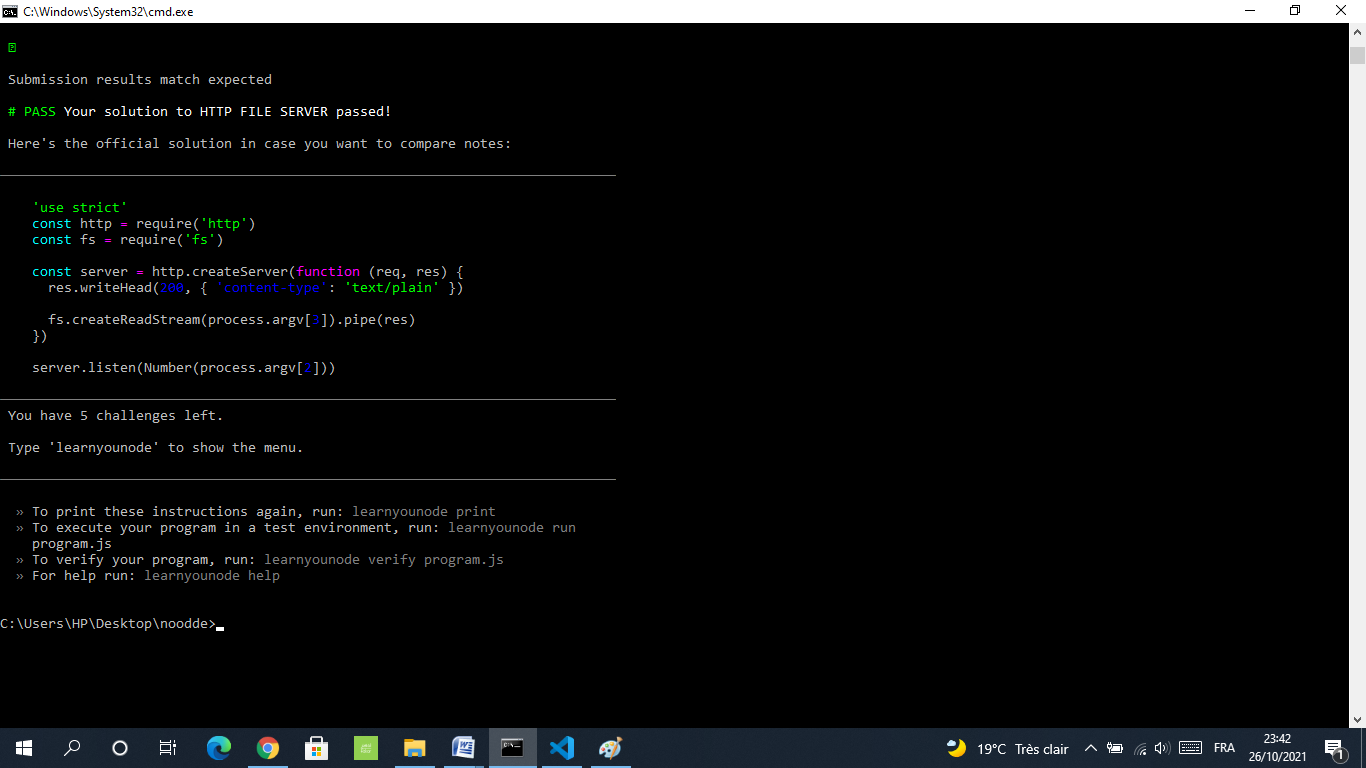 C:\Windows\System32\cmd.exe
Submission results match expected
# PASS Your solution to HTTP FILE SERVER passed!
Here's the official solution in case you want to compare notes:
'use strict'
const http = require('http')
const fs = require('fs')
const server = http.createServer(function (req, res) {
res.writeHead(200, { 'content-type': 'text/plain' })
fs.createReadStream(process.argv[3]).pipe(res)
})
server.listen(Number(process.argv[2]))
You have 5 challenges left.
Type 'learnyounode' to show the menu.
» To print these instructions again, run: learnyounode print
» To execute your program in a test environment, run: learnyounode run
program.js
» To verify your program, run: learnyounode verify program.js
» For help run: learnyounode help
C:\Users\HP\Desktop\noodde>
19°C Très clair
FRA
23:42
26/10/2021
1